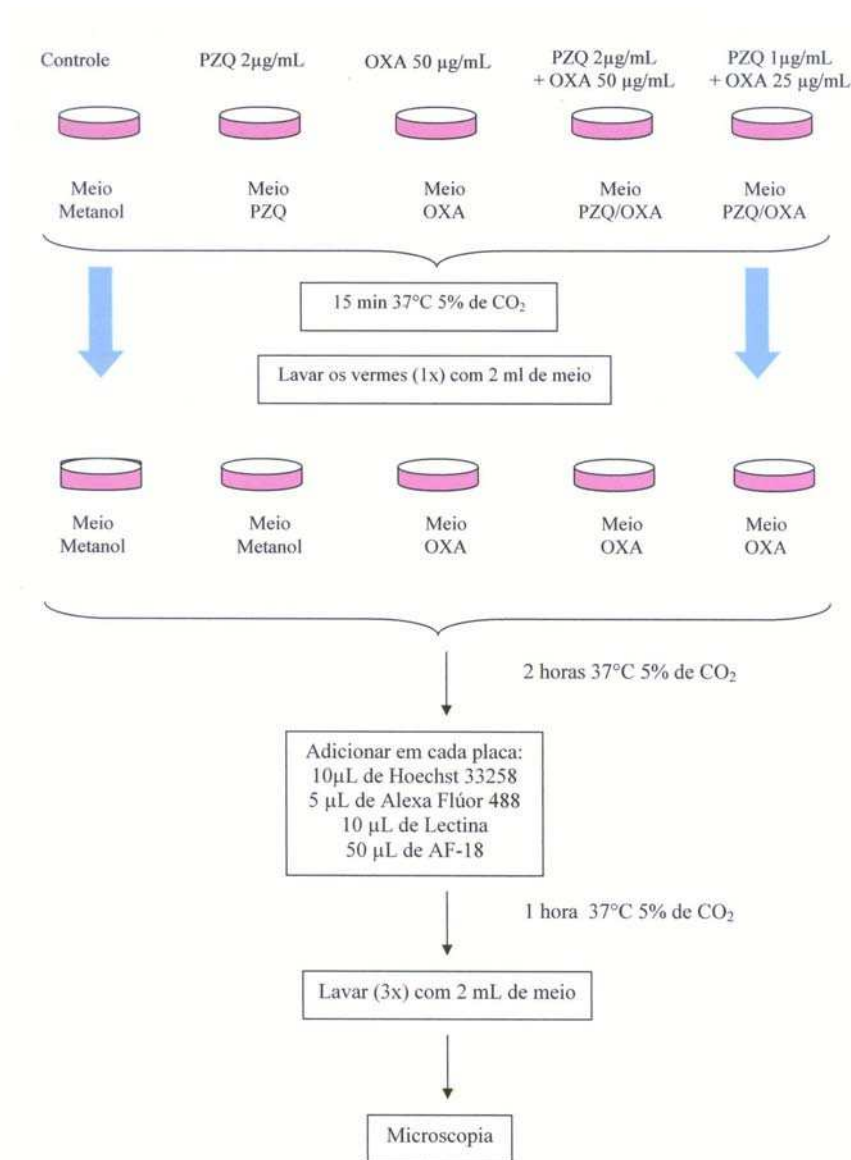 Controle
PZQ 2µg/mL
OXA 50 µg/mL
PZQ 2µg/mL
+ OXA 50 µg/mL
PZQ 1µg/mL
+ OXA 25 µg/mL
Meio
Metanol
Meio
PZQ
Meio
OXA
Meio
PZQ/OXA
Meio
PZQ/OXA
15 min 37°C 5% de CO₂
Lavar os vermes (1x) com 2 ml de meio
Meio
Metanol
Meio
Metanol
Meio
OXA
Meio
OXA
Meio
OXA
2 horas 37°C 5% de CO₂
Adicionar em cada placa:
10µL de Hoechst 33258
5 µL de Alexa Flúor 488
10 µL de Lectina
50 µL de AF-18
1 hora 37°C 5% de CO₂
Lavar (3x) com 2 mL de meio
Microscopia